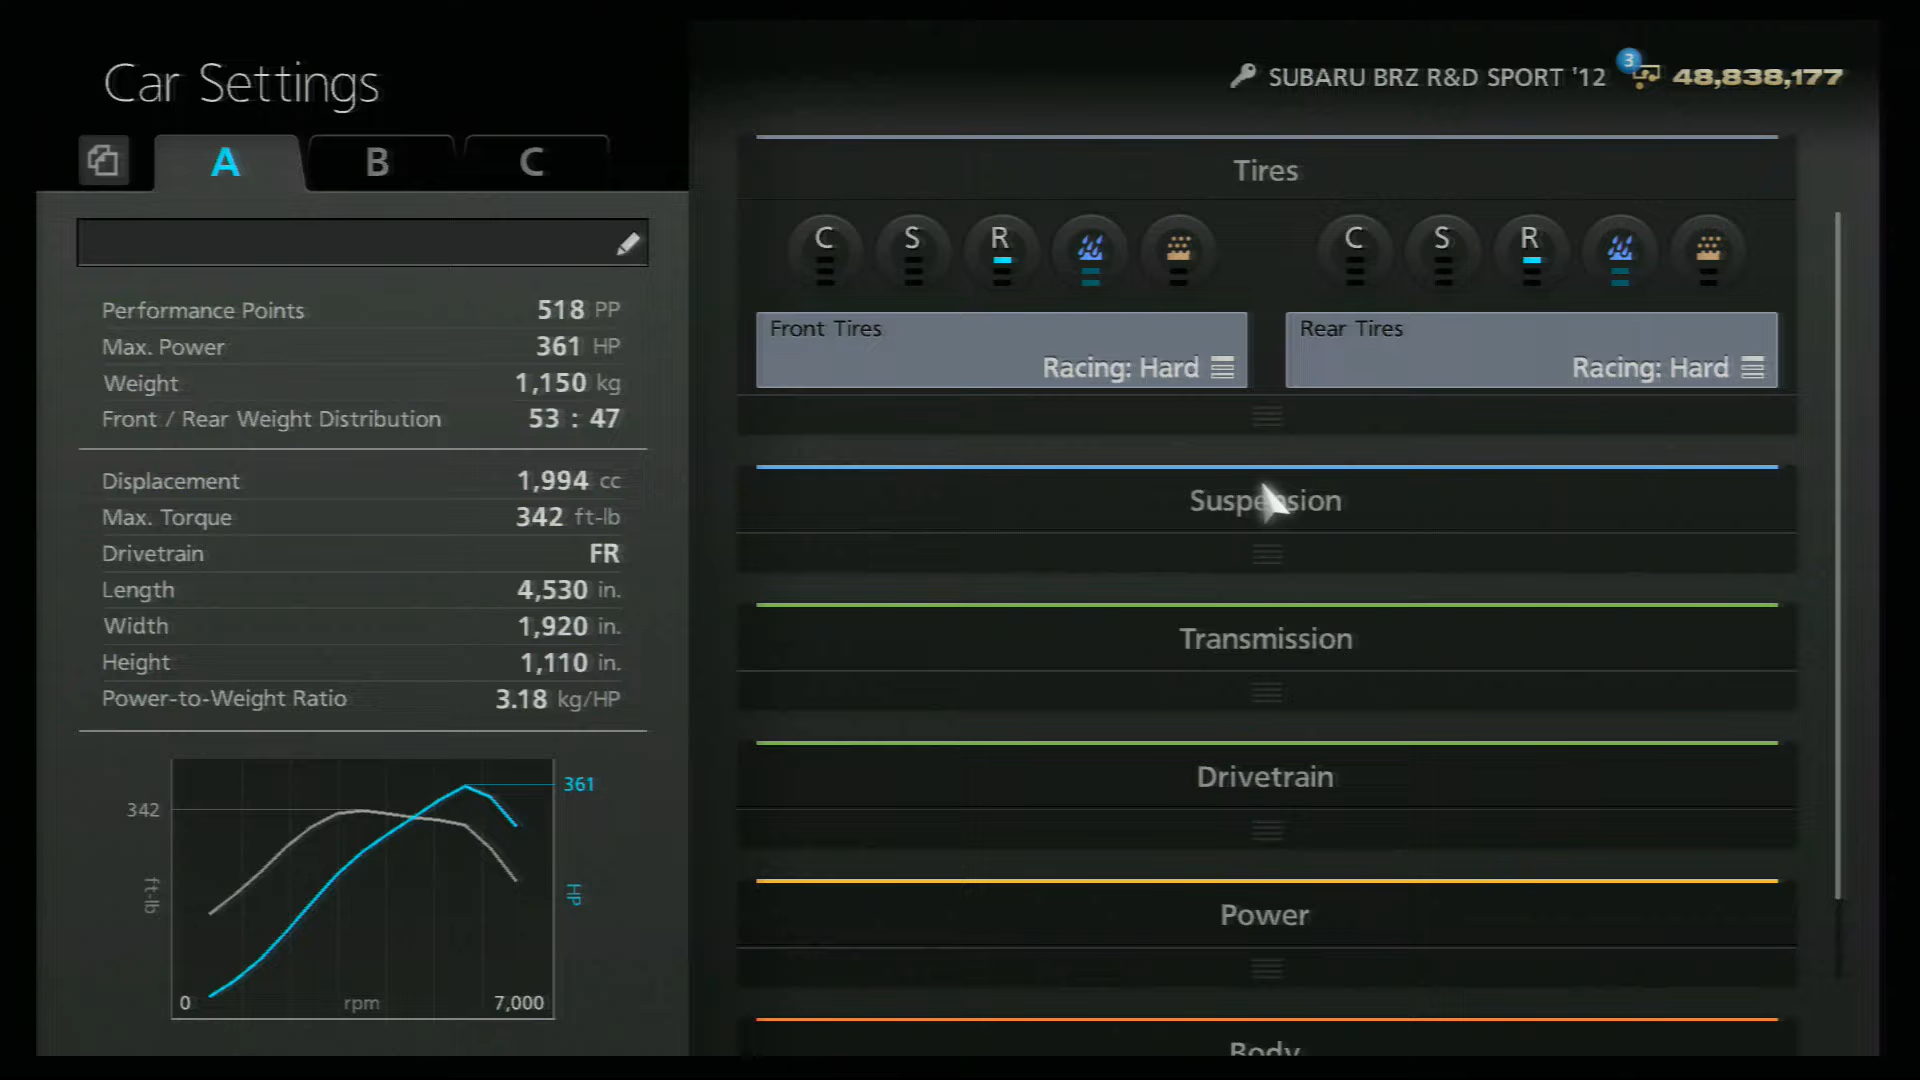 Car Settings
SUBARU BRZ R&D SPORT '12
3
48,838,177
A
B
C
Performance Points 518 PP
Max. Power 361 HP
Weight 1,150 kg
Front / Rear Weight Distribution 53 : 47
Displacement 1,994 cc
Max. Torque 342 ft-lb
Drivetrain FR
Length 4,530 in.
Width 1,920 in.
Height 1,110 in.
Power-to-Weight Ratio 3.18 kg/HP
361
342
ft-lb
HP
0 rpm 7,000
Tires
C S R
C S R
Front Tires
Racing: Hard
Rear Tires
Racing: Hard
Suspension
Transmission
Drivetrain
Power
Body